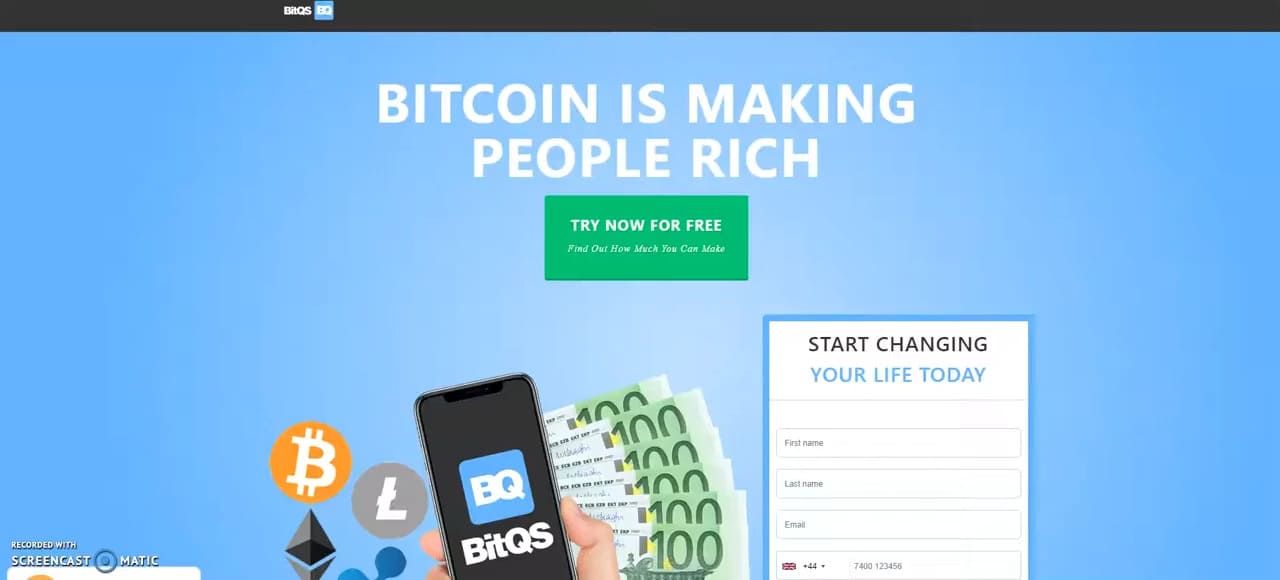 BitQS BQ
BITCOIN IS MAKING
PEOPLE RICH
TRY NOW FOR FREE
Find Out How Much You Can Make
START CHANGING
YOUR LIFE TODAY
First name
Last name
Email
+44
7400 123456
BQ
BitQS
100
100
100
100
100
100
RECORDED WITH
SCREENCAST MATIC